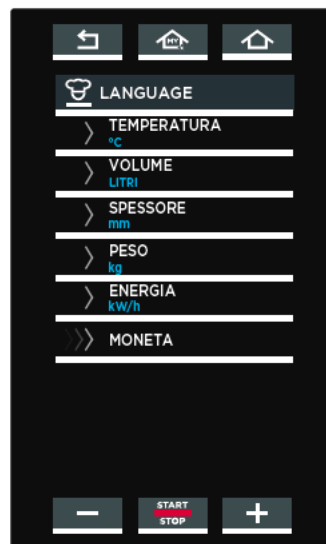 MY
LANGUAGE
TEMPERATURA
°C
VOLUME
LITRI
SPESSORE
mm
PESO
kg
ENERGIA
kW/h
MONETA
START
STOP